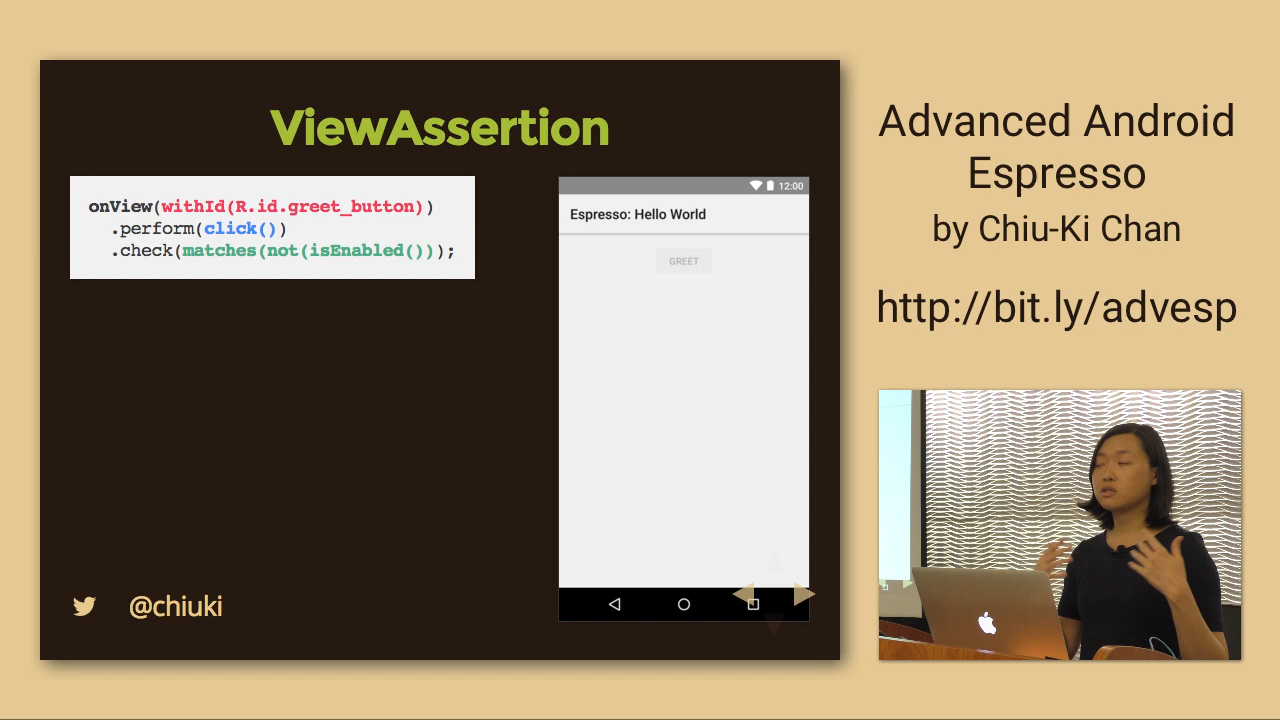 ViewAssertion
onView(withId(R.id.greet_button))
.perform(click())
.check(matches(not(isEnabled())));
12:00
Espresso: Hello World
GREET
@chiuki
Advanced Android
Espresso
by Chiu-Ki Chan
http://bit.ly/advesp